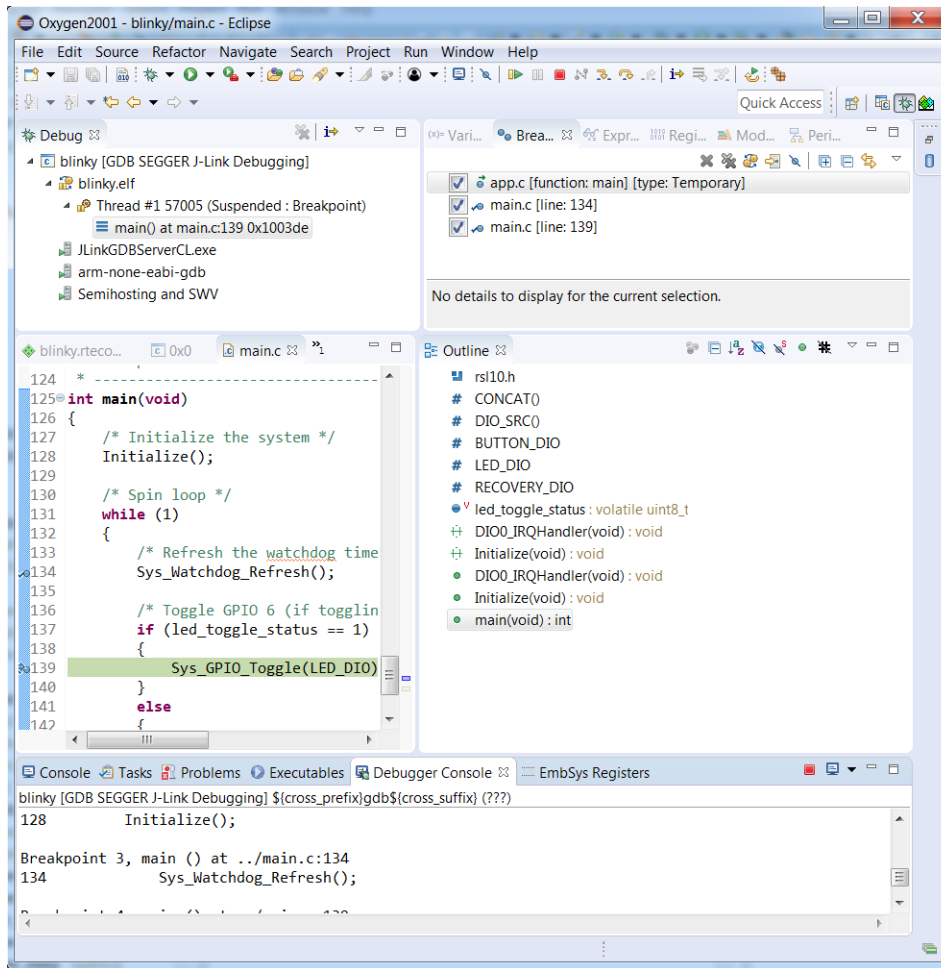 Oxygen2001 - blinky/main.c - Eclipse
File Edit Source Refactor Navigate Search Project Run Window Help
Quick Access
Debug
blinky [GDB SEGGER J-Link Debugging]
blinky.elf
Thread #1 57005 (Suspended : Breakpoint)
main() at main.c:139 0x1003de
JLinkGDBServerCL.exe
arm-none-eabi-gdb
Semihosting and SWV
(x)= Vari... Brea... Expr... Regi... Mod... Peri...
app.c [function: main] [type: Temporary]
main.c [line: 134]
main.c [line: 139]
No details to display for the current selection.
blinky.rteco... 0x0 main.c »1
124 * -----------------------------------
125 int main(void)
126 {
127 /* Initialize the system */
128 Initialize();
129
130 /* Spin loop */
131 while (1)
132 {
133 /* Refresh the watchdog time
134 Sys_Watchdog_Refresh();
135
136 /* Toggle GPIO 6 (if togglin
137 if (led_toggle_status == 1)
138 {
139 Sys_GPIO_Toggle(LED_DIO)
140 }
141 else
142 {
Outline
rsl10.h
# CONCAT()
# DIO_SRC()
# BUTTON_DIO
# LED_DIO
# RECOVERY_DIO
led_toggle_status : volatile uint8_t
DIO0_IRQHandler(void) : void
Initialize(void) : void
DIO0_IRQHandler(void) : void
Initialize(void) : void
main(void) : int
Console Tasks Problems Executables Debugger Console EmbSys Registers
blinky [GDB SEGGER J-Link Debugging] ${cross_prefix}gdb${cross_suffix} (???)
128 Initialize();
Breakpoint 3, main () at ../main.c:134
134 Sys_Watchdog_Refresh();